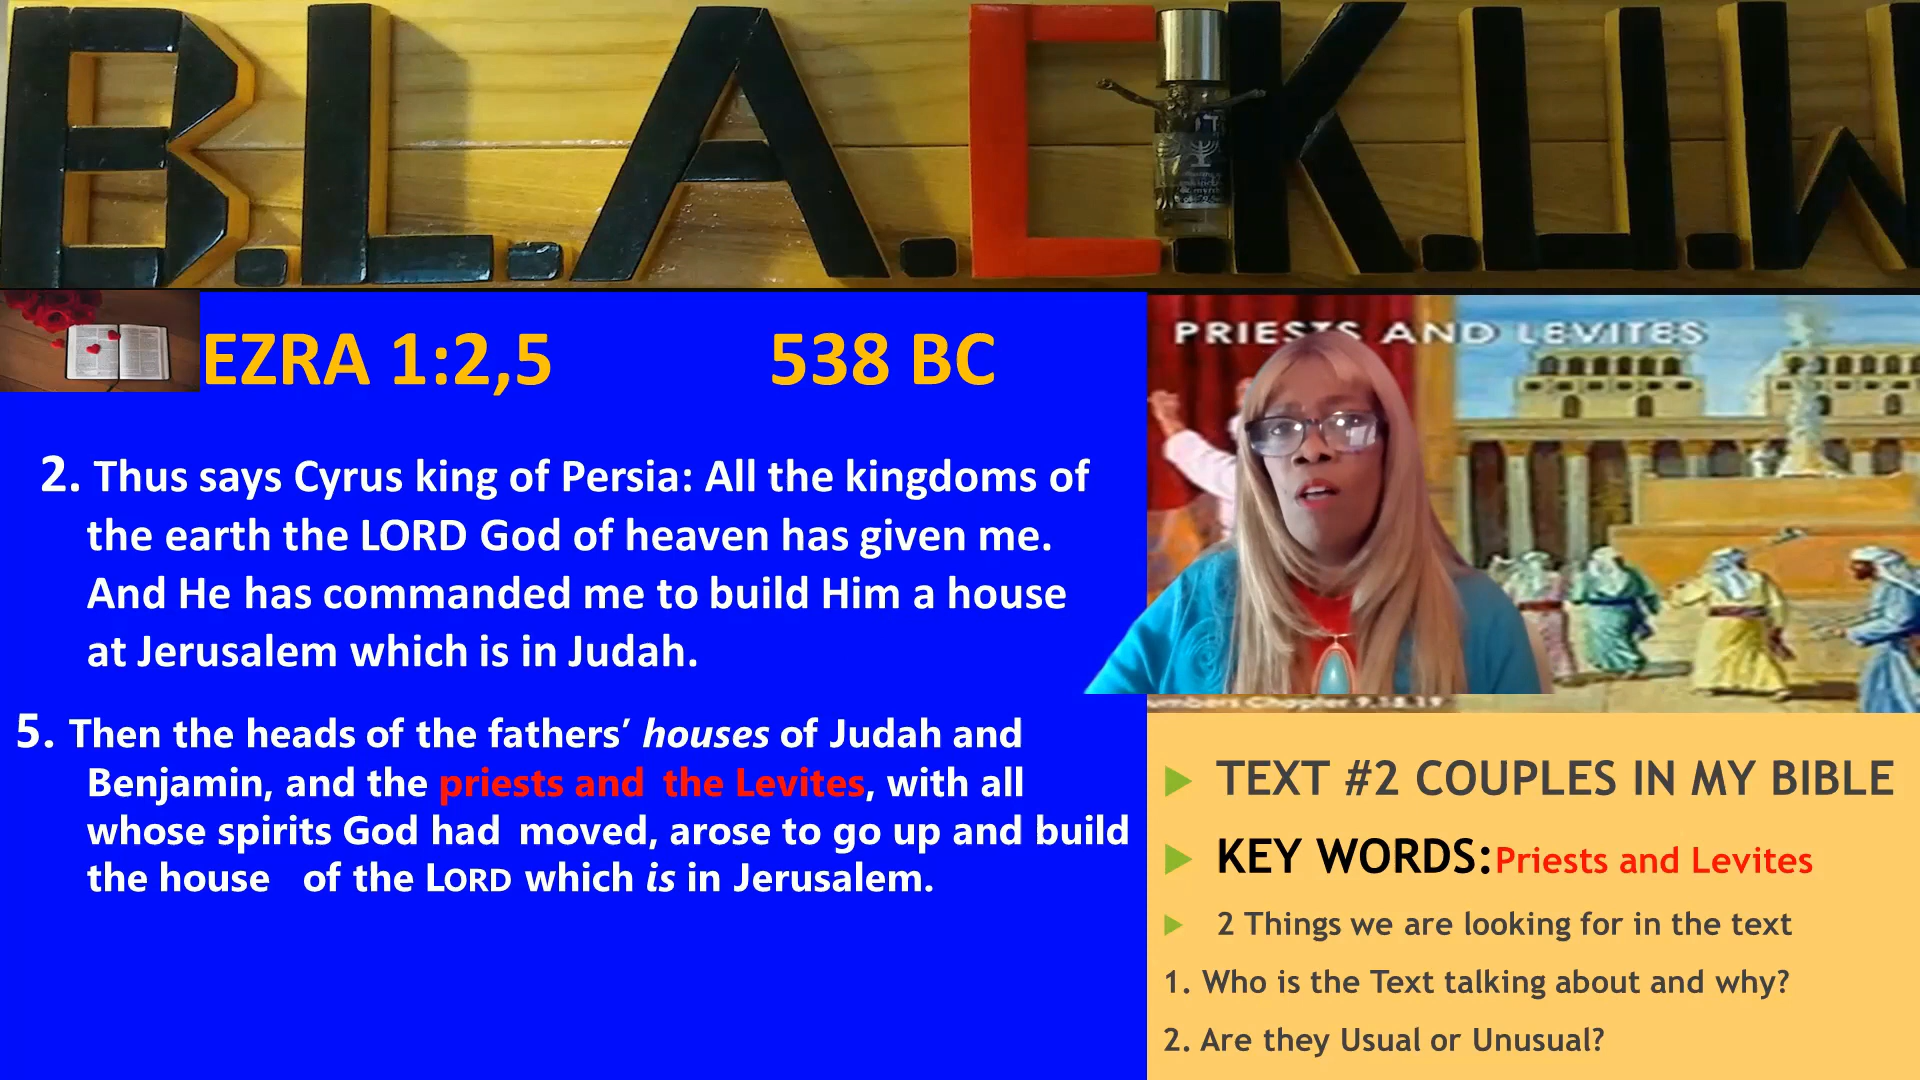 B.L.A.C.K.U.W
EZRA 1:2,5 538 BC
2. Thus says Cyrus king of Persia: All the kingdoms of
the earth the LORD God of heaven has given me.
And He has commanded me to build Him a house
at Jerusalem which is in Judah.
5. Then the heads of the fathers’ houses of Judah and
Benjamin, and the priests and the Levites, with all
whose spirits God had moved, arose to go up and build
the house of the LORD which is in Jerusalem.
PRIESTS AND LEVITES
Chapter 9.18.19
TEXT #2 COUPLES IN MY BIBLE
KEY WORDS:Priests and Levites
2 Things we are looking for in the text
1. Who is the Text talking about and why?
2. Are they Usual or Unusual?